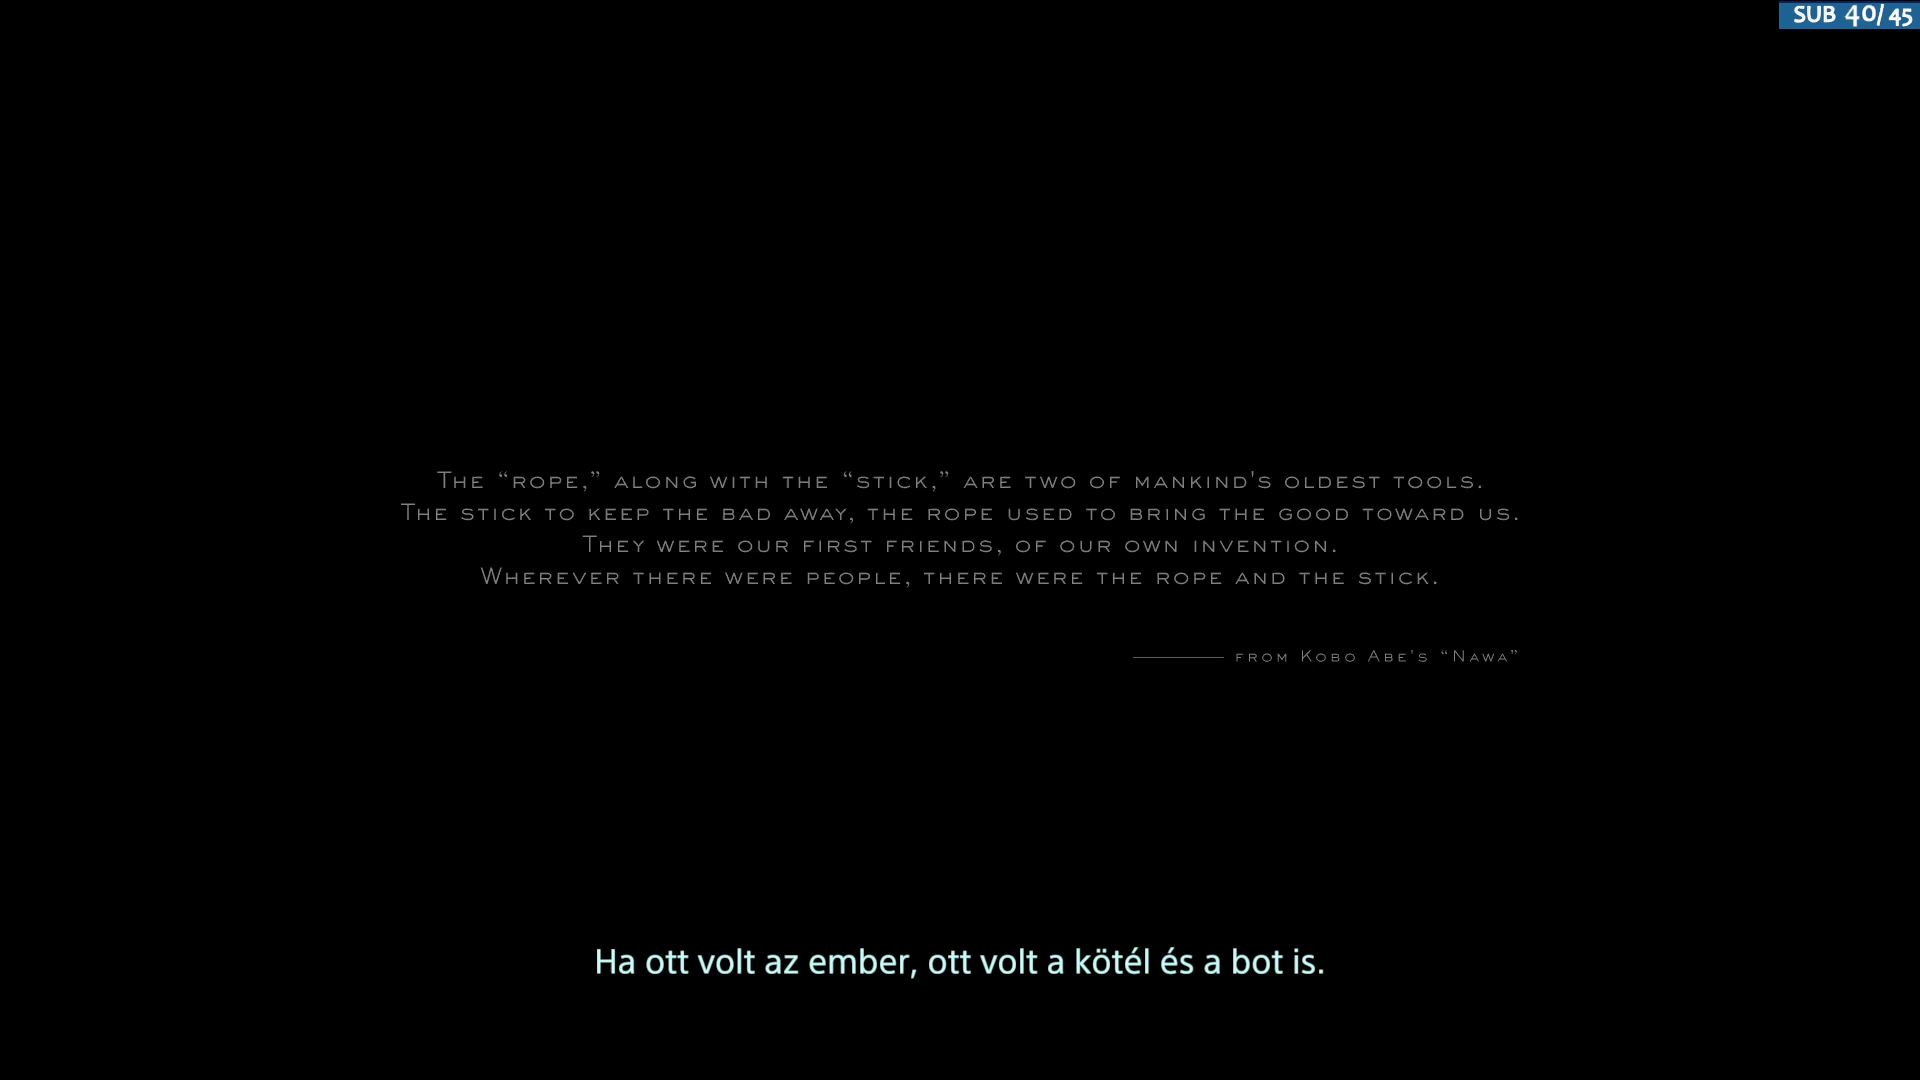 SUB 40/45
The “rope,” along with the “stick,” are two of mankind's oldest tools.
The stick to keep the bad away, the rope used to bring the good toward us.
They were our first friends, of our own invention.
Wherever there were people, there were the rope and the stick.
from Kobo Abe's “Nawa”
Ha ott volt az ember, ott volt a kötél és a bot is.